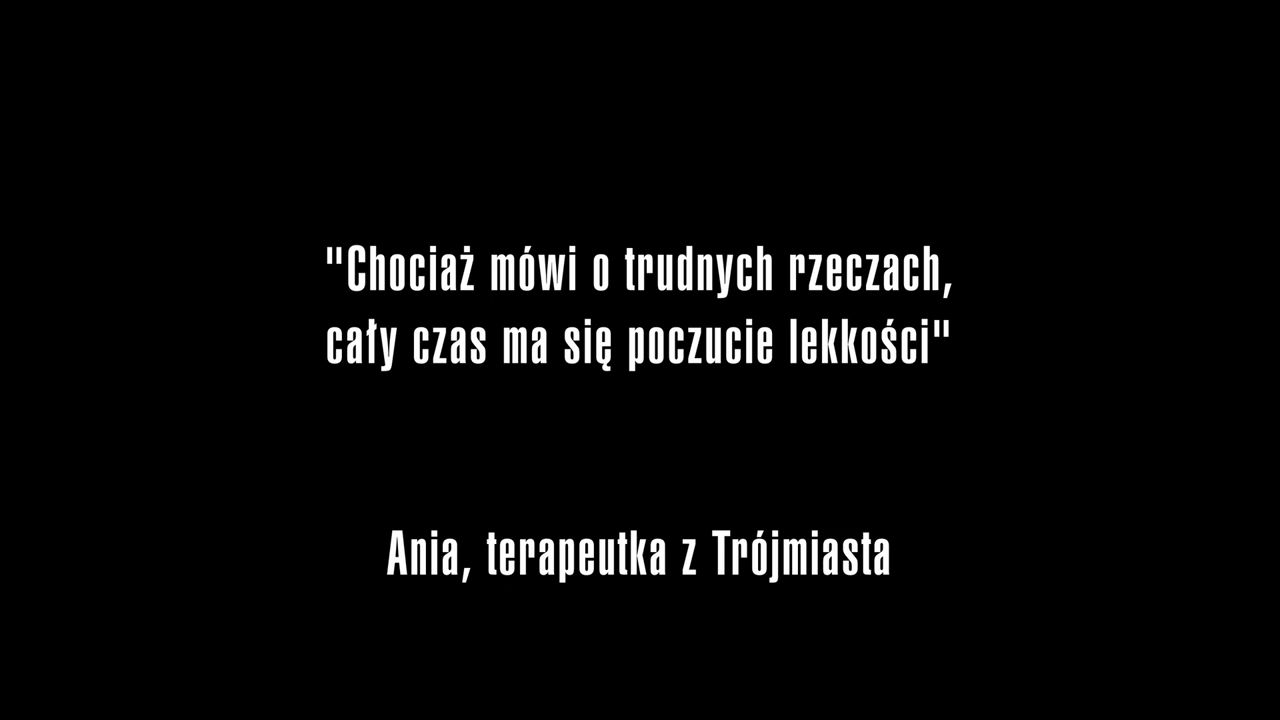 "Chociaż mówi o trudnych rzeczach,
cały czas ma się poczucie lekkości"
Ania, terapeutka z Trójmiasta